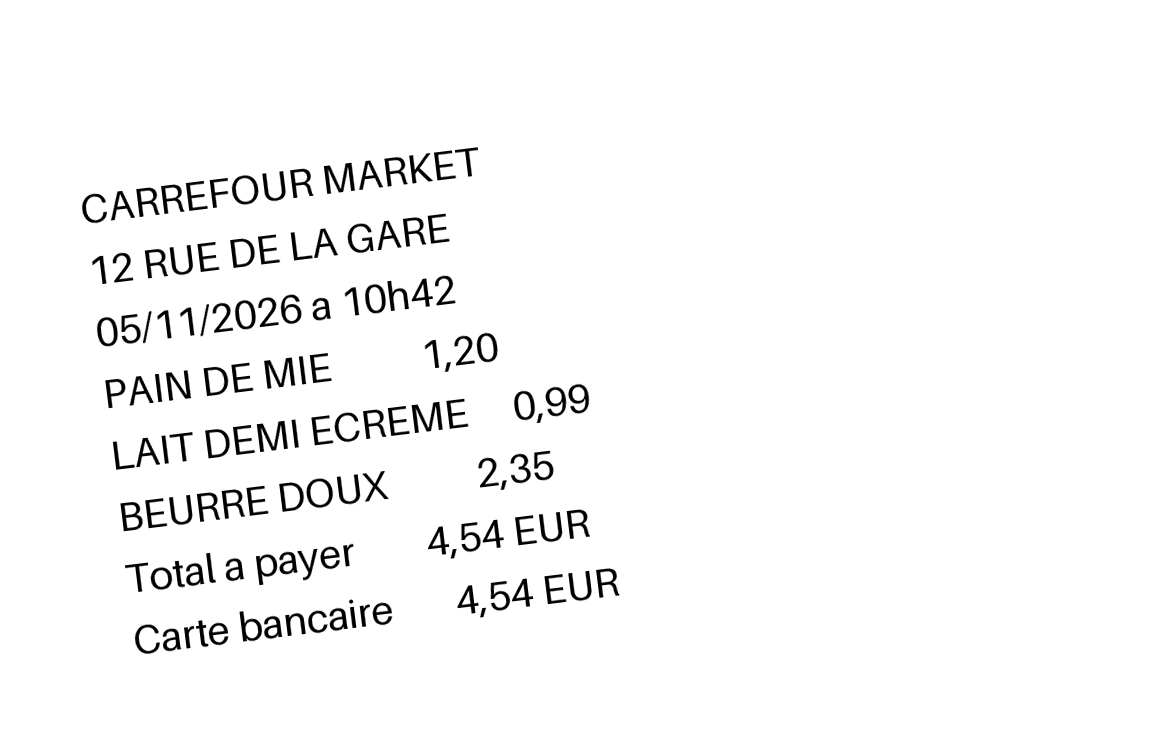 CARREFOUR MARKET
12 RUE DE LA GARE
05/11/2026 a 10h42
PAIN DE MIE 1,20
LAIT DEMI ECREME 0,99
BEURRE DOUX 2,35
Total a payer 4,54 EUR
Carte bancaire 4,54 EUR